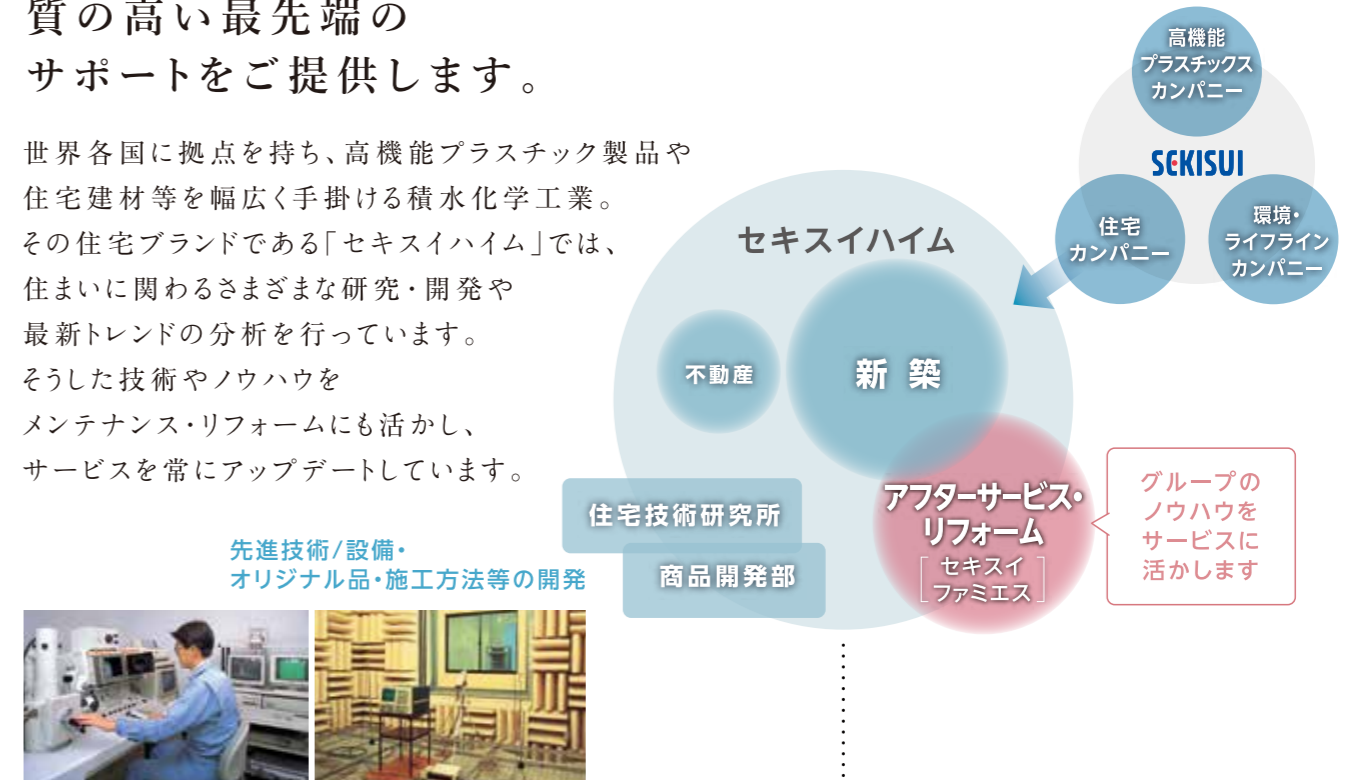 質の高い最先端の
サポートをご提供します。
世界各国に拠点を持ち、高機能プラスチック製品や
住宅建材等を幅広く手掛ける積水化学工業。
その住宅ブランドである「セキスイハイム」では、
住まいに関わるさまざまな研究・開発や
最新トレンドの分析を行っています。
そうした技術やノウハウを
メンテナンス・リフォームにも活かし、
サービスを常にアップデートしています。
先進技術/設備・
オリジナル品・施工方法等の開発
高機能
プラスチックス
カンパニー
SEKISUI
住宅
カンパニー
環境・
ライフライン
カンパニー
セキスイハイム
不動産
新築
アフターサービス・
リフォーム
[セキスイ
ファミエス]
住宅技術研究所
商品開発部
グループの
ノウハウを
サービスに
活かします